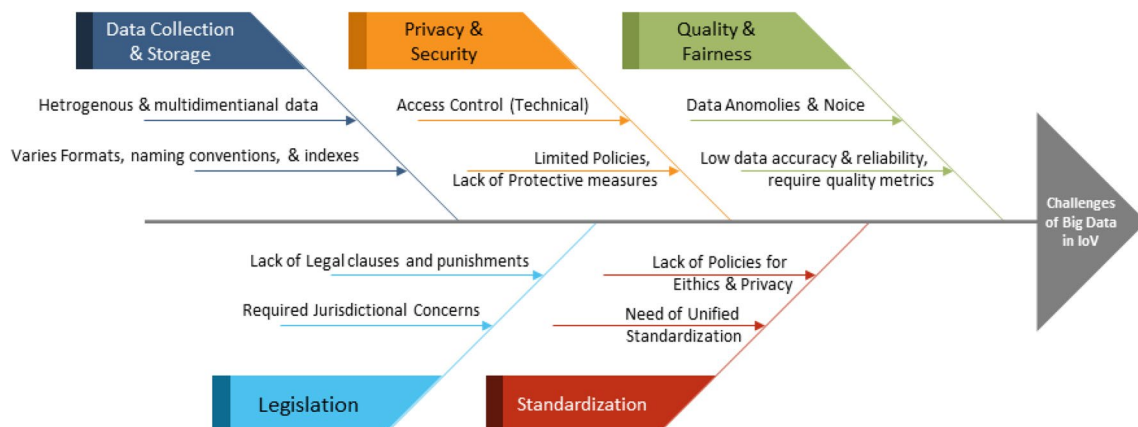 Data Collection
& Storage
Privacy &
Security
Quality &
Fairness
Hetrogenous & multidimentianal data
Varies Formats, naming conventions, & indexes
Access Control (Technical)
Limited Policies,
Lack of Protective measures
Data Anomolies & Noice
Low data accuracy & reliability,
require quality metrics
Challenges
of Big Data
in IoV
Lack of Legal clauses and punishments
Required Jurisdictional Concerns
Lack of Policies for
Eithics & Privacy
Need of Unified
Standardization
Legislation
Standardization